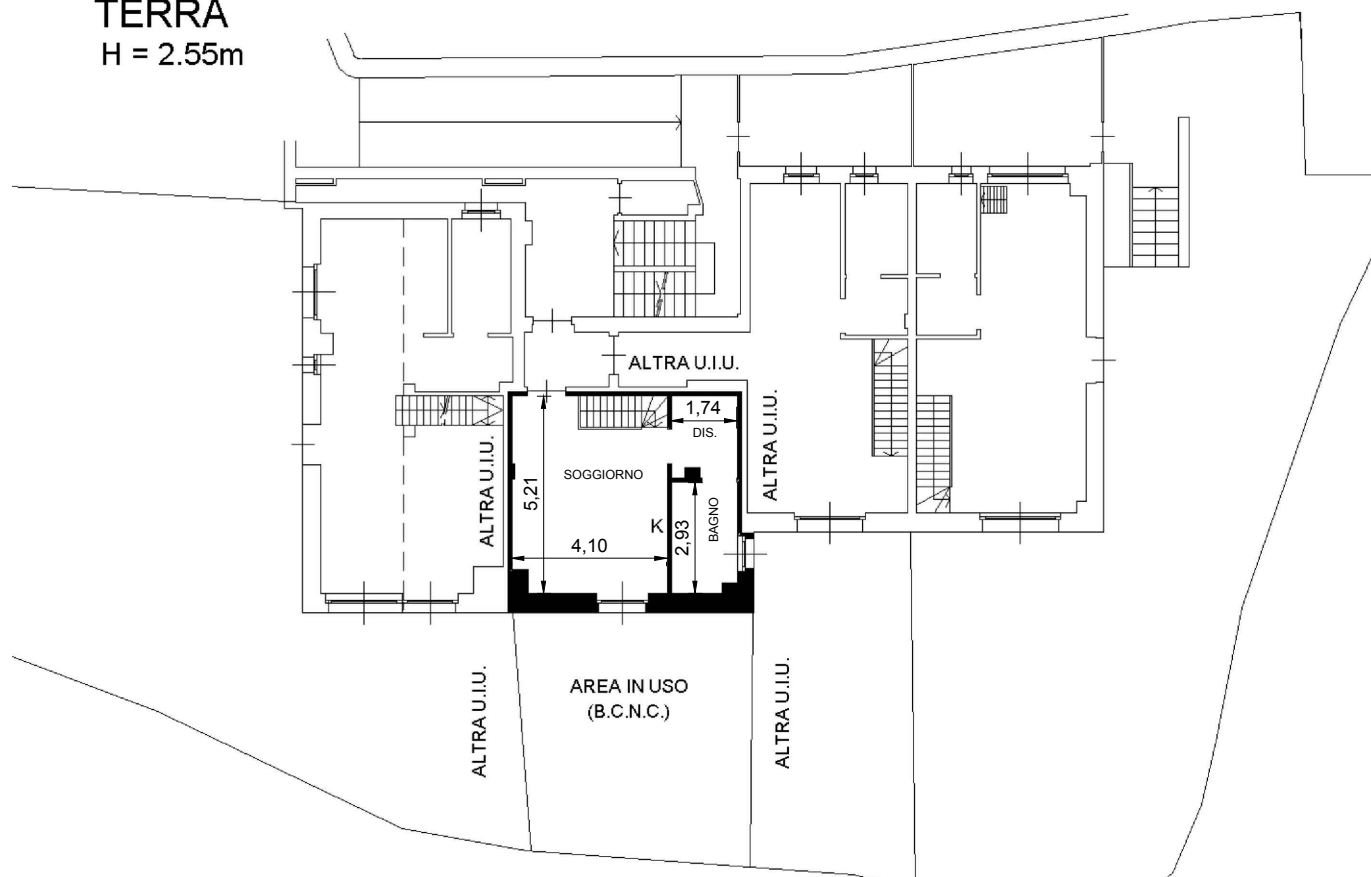 TERRA
H = 2.55m
ALTRA U.I.U.
1,74
DIS.
ALTRA U.I.U.
SOGGIORNO
5,21
ALTRA U.I.U.
K
2,93
BAGNO
4,10
ALTRA U.I.U.
AREA IN USO
(B.C.N.C.)
ALTRA U.I.U.